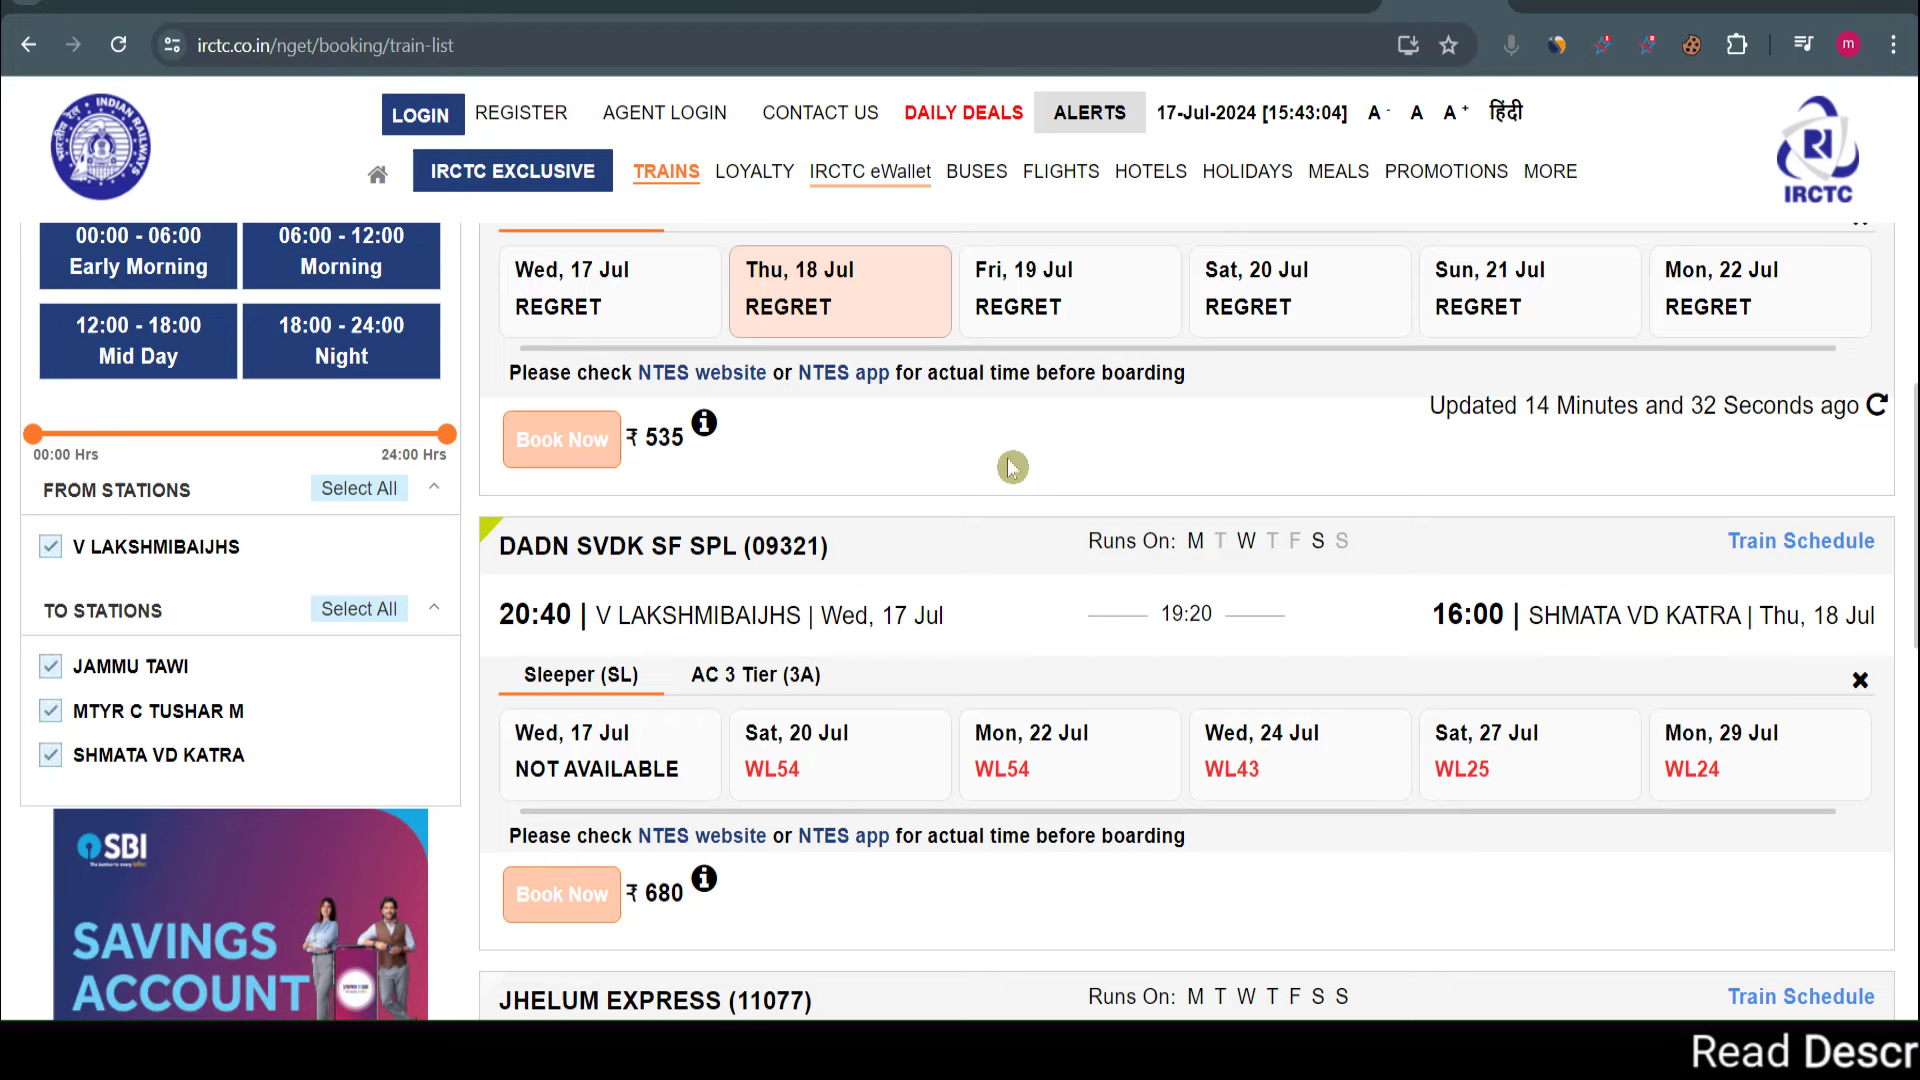 irctc.co.in/nget/booking/train-list
m
INDIAN RAILWAYS
भारतीय रेल
LOGIN
REGISTER
AGENT LOGIN
CONTACT US
DAILY DEALS
ALERTS
17-Jul-2024 [15:43:04]
A -
A
A +
हिंदी
IRCTC
IRCTC EXCLUSIVE
TRAINS
LOYALTY
IRCTC eWallet
BUSES
FLIGHTS
HOTELS
HOLIDAYS
MEALS
PROMOTIONS
MORE
00:00 - 06:00
Early Morning
06:00 - 12:00
Morning
12:00 - 18:00
Mid Day
18:00 - 24:00
Night
00:00 Hrs
24:00 Hrs
FROM STATIONS
Select All
V LAKSHMIBAIJHS
TO STATIONS
Select All
JAMMU TAWI
MTYR C TUSHAR M
SHMATA VD KATRA
SBI
The banker to every Indian
SAVINGS
ACCOUNT
Wed, 17 Jul
REGRET
Thu, 18 Jul
REGRET
Fri, 19 Jul
REGRET
Sat, 20 Jul
REGRET
Sun, 21 Jul
REGRET
Mon, 22 Jul
REGRET
Please check NTES website or NTES app for actual time before boarding
Updated 14 Minutes and 32 Seconds ago
Book Now
₹ 535
DADN SVDK SF SPL (09321)
Runs On: M T W T F S S
Train Schedule
20:40 | V LAKSHMIBAIJHS | Wed, 17 Jul
19:20
16:00 | SHMATA VD KATRA | Thu, 18 Jul
Sleeper (SL)
AC 3 Tier (3A)
Wed, 17 Jul
NOT AVAILABLE
Sat, 20 Jul
WL54
Mon, 22 Jul
WL54
Wed, 24 Jul
WL43
Sat, 27 Jul
WL25
Mon, 29 Jul
WL24
Please check NTES website or NTES app for actual time before boarding
Book Now
₹ 680
JHELUM EXPRESS (11077)
Runs On: M T W T F S S
Train Schedule
Read Descr